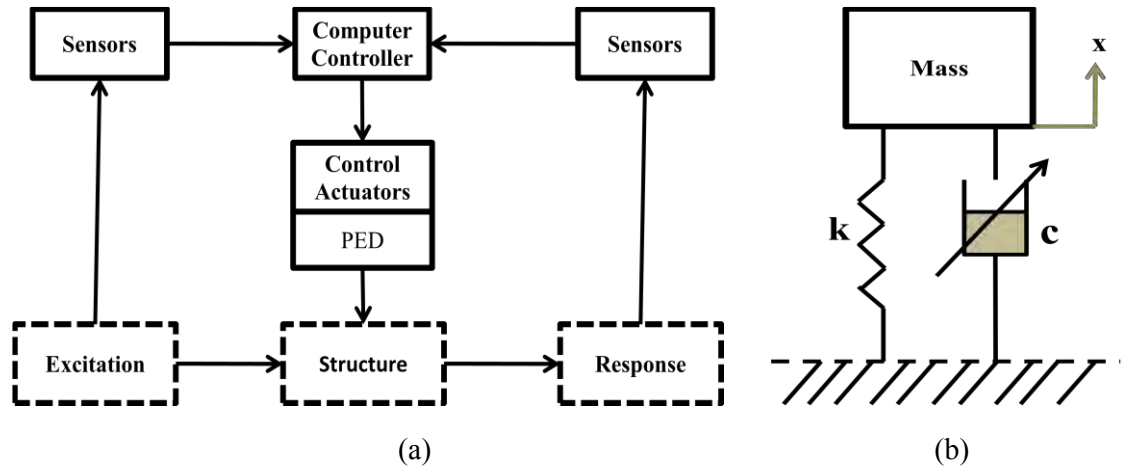 Sensors
Computer
Controller
Sensors
Control
Actuators
PED
Excitation
Structure
Response
(a)
Mass
x
k
c
(b)